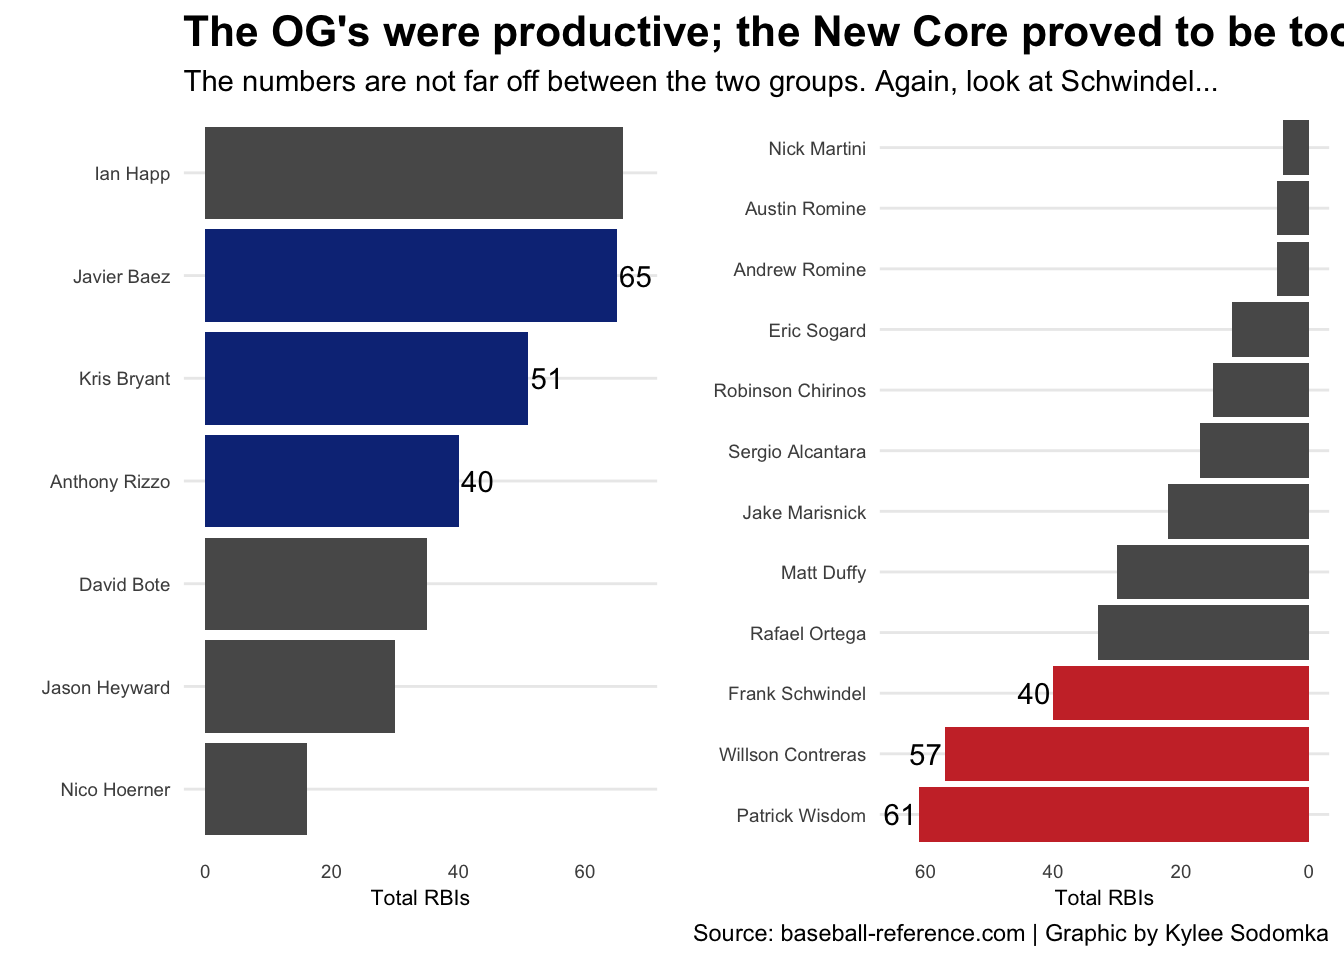 The OG's were productive; the New Core proved to be too
The numbers are not far off between the two groups. Again, look at Schwindel...
Ian Happ
Javier Baez
65
Kris Bryant
51
Anthony Rizzo
40
David Bote
Jason Heyward
Nico Hoerner
0 20 40 60
Total RBIs
Nick Martini
Austin Romine
Andrew Romine
Eric Sogard
Robinson Chirinos
Sergio Alcantara
Jake Marisnick
Matt Duffy
Rafael Ortega
Frank Schwindel
40
Willson Contreras
57
Patrick Wisdom
61
60 40 20 0
Total RBIs
Source: baseball-reference.com | Graphic by Kylee Sodomka